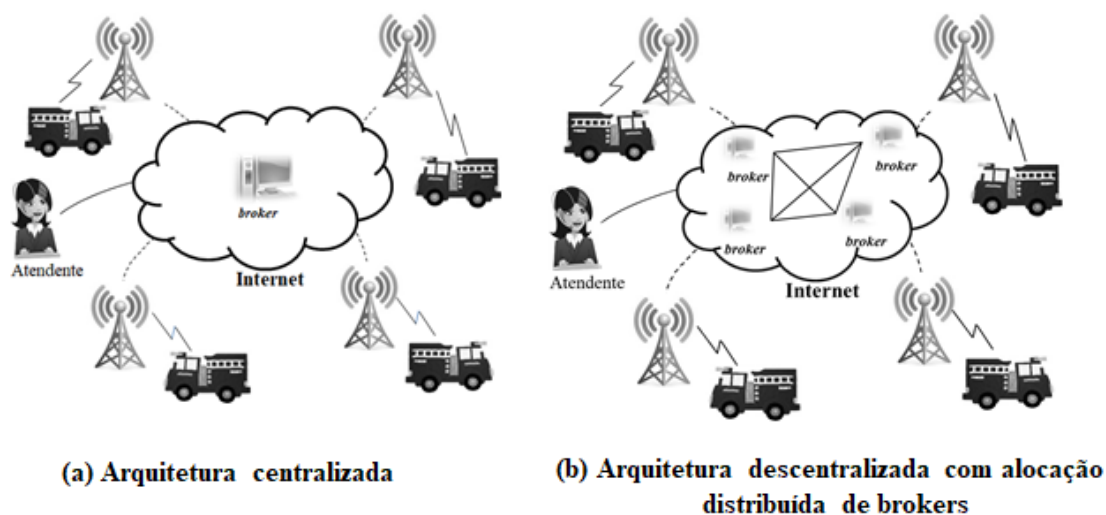 broker
Atendente
Internet
(a) Arquitetura centralizada
broker
broker
broker
broker
Atendente
Internet
(b) Arquitetura descentralizada com alocação
distribuída de brokers